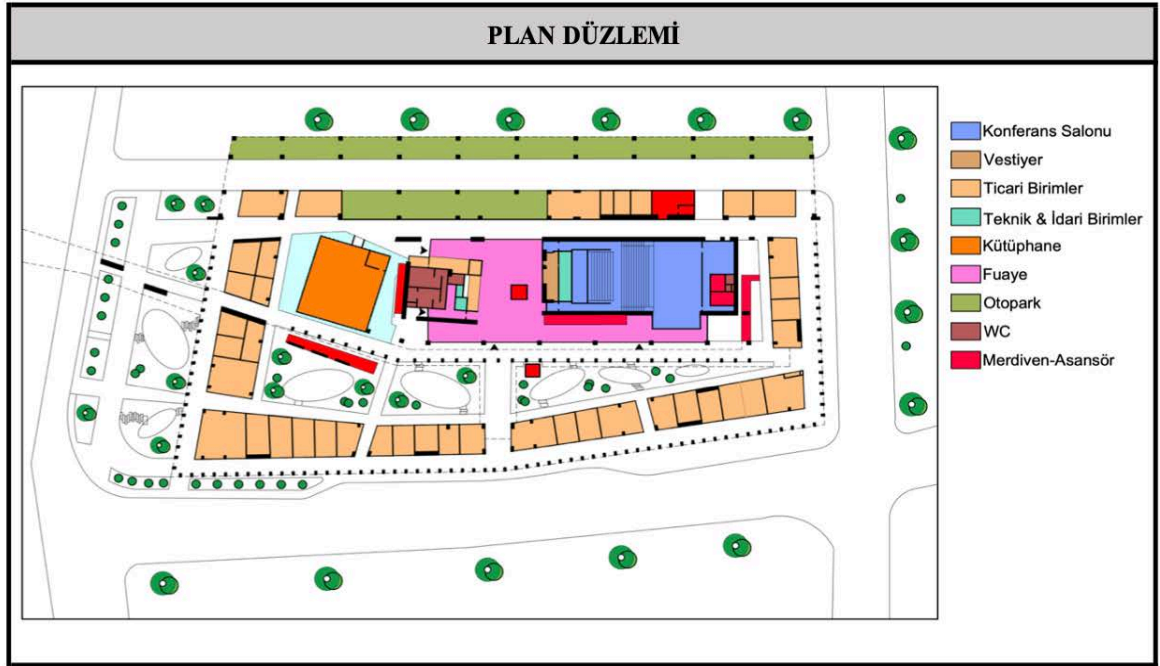 PLAN DÜZLEMİ
Konferans Salonu
Vestiyer
Ticari Birimler
Teknik & İdari Birimler
Kütüphane
Fuaye
Otopark
WC
Merdiven-Asansör